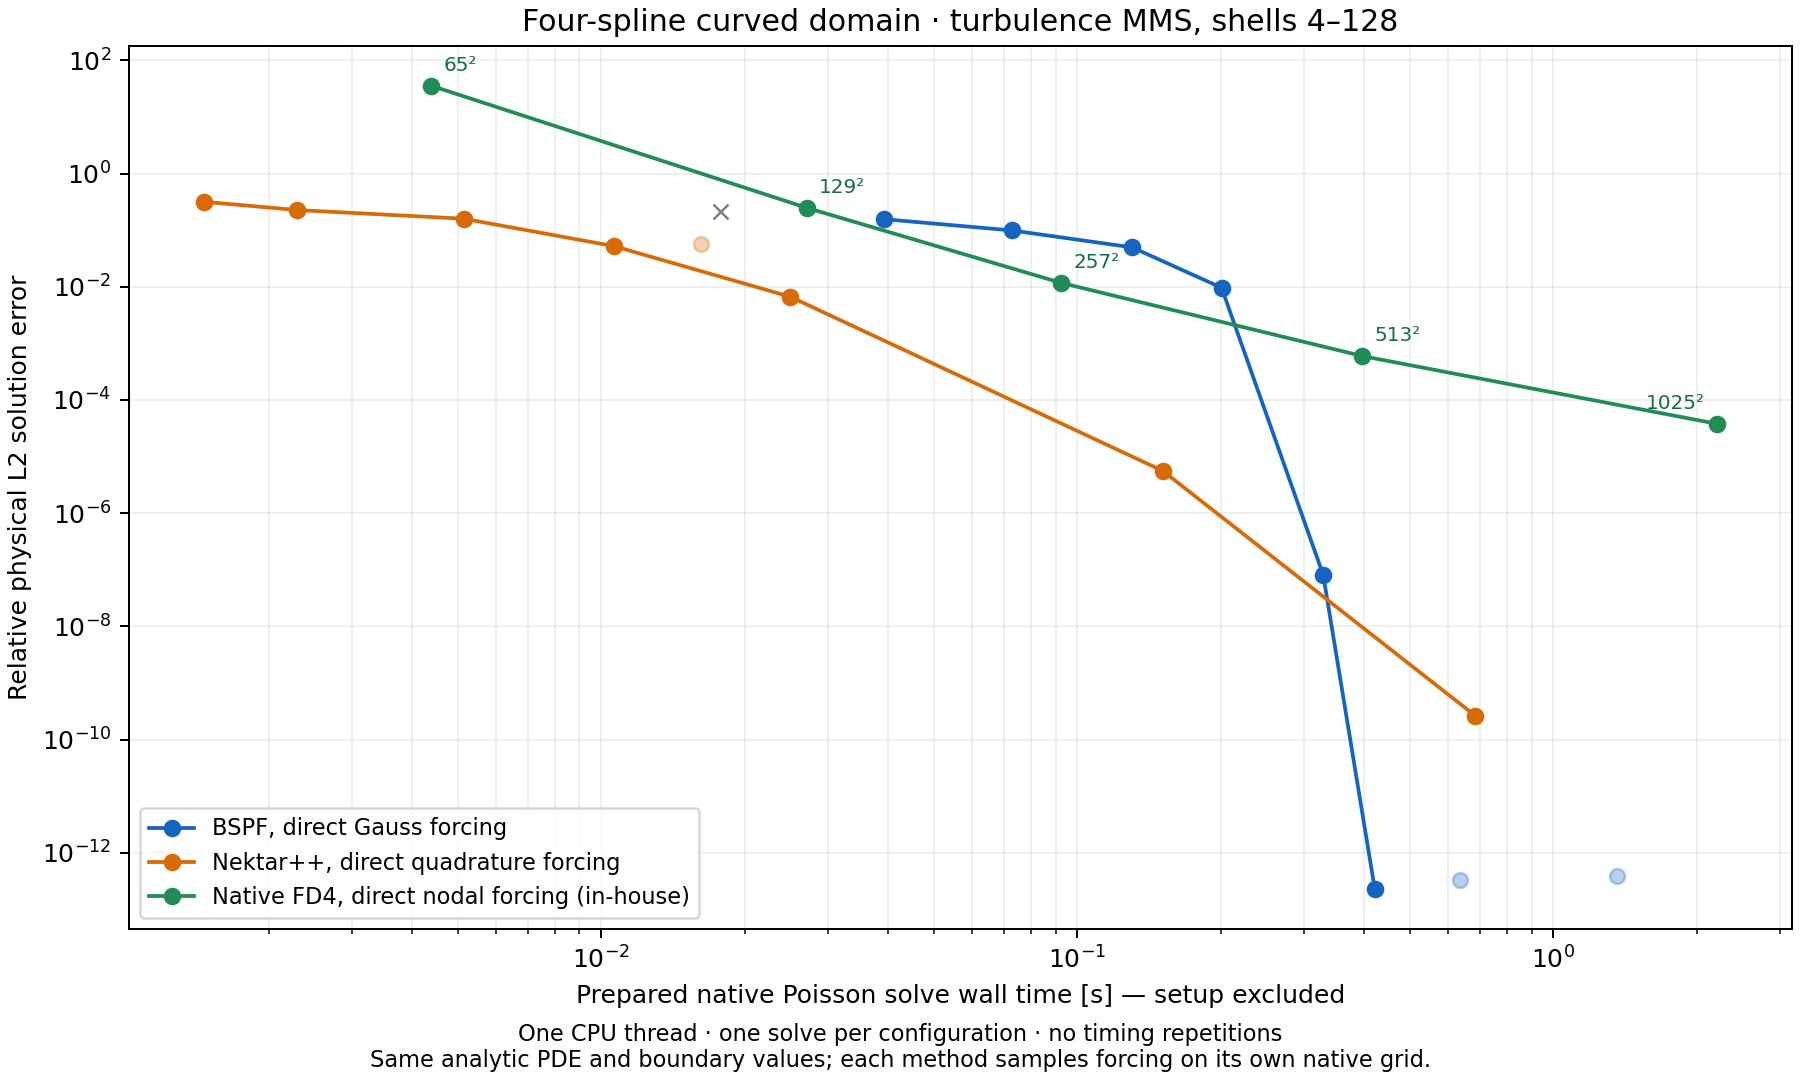 Four-spline curved domain · turbulence MMS, shells 4–128
Relative physical L2 solution error
10²
10⁰
10⁻²
10⁻⁴
10⁻⁶
10⁻⁸
10⁻¹⁰
10⁻¹²
65²
129²
257²
513²
1025²
BSPF, direct Gauss forcing
Nektar++, direct quadrature forcing
Native FD4, direct nodal forcing (in-house)
10⁻² 10⁻¹ 10⁰
Prepared native Poisson solve wall time [s] — setup excluded
One CPU thread · one solve per configuration · no timing repetitions
Same analytic PDE and boundary values; each method samples forcing on its own native grid.